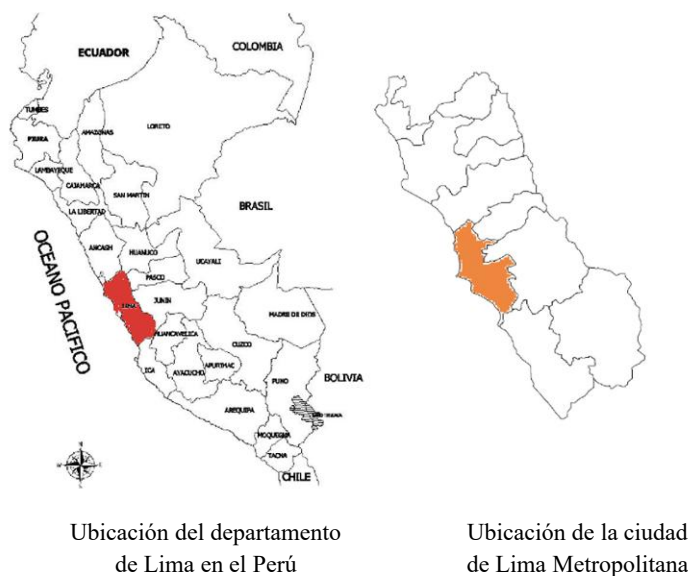 ECUADOR
COLOMBIA
TUMBES
PIURA
AMAZONAS
LORETO
LAMBAYEQUE
CAJAMARCA
SAN MARTIN
LA LIBERTAD
BRASIL
ANCASH
HUANUCO
UCAYALI
OCEANO PACIFICO
PASCO
LIMA
JUNIN
MADRE DE DIOS
HUANCAVELICA
CUZCO
ICA
AYACUCHO
APURIMAC
PUNO
BOLIVIA
AREQUIPA
MOQUEGUA
TACNA
CHILE
N
Ubicación del departamento
de Lima en el Perú
Ubicación de la ciudad
de Lima Metropolitana